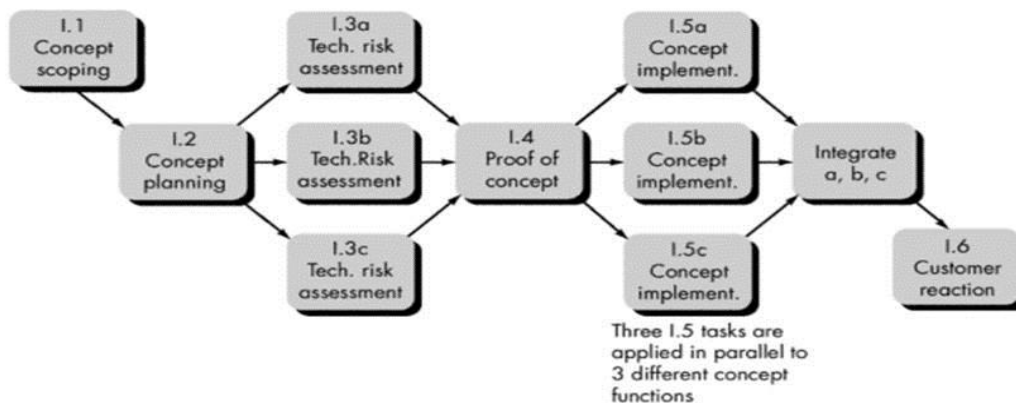 I.1
Concept
scoping
I.2
Concept
planning
I.3a
Tech. risk
assessment
I.3b
Tech.Risk
assessment
I.3c
Tech. risk
assessment
I.4
Proof of
concept
I.5a
Concept
implement.
I.5b
Concept
implement.
I.5c
Concept
implement.
Three I.5 tasks are
applied in parallel to
3 different concept
functions
Integrate
a, b, c
I.6
Customer
reaction